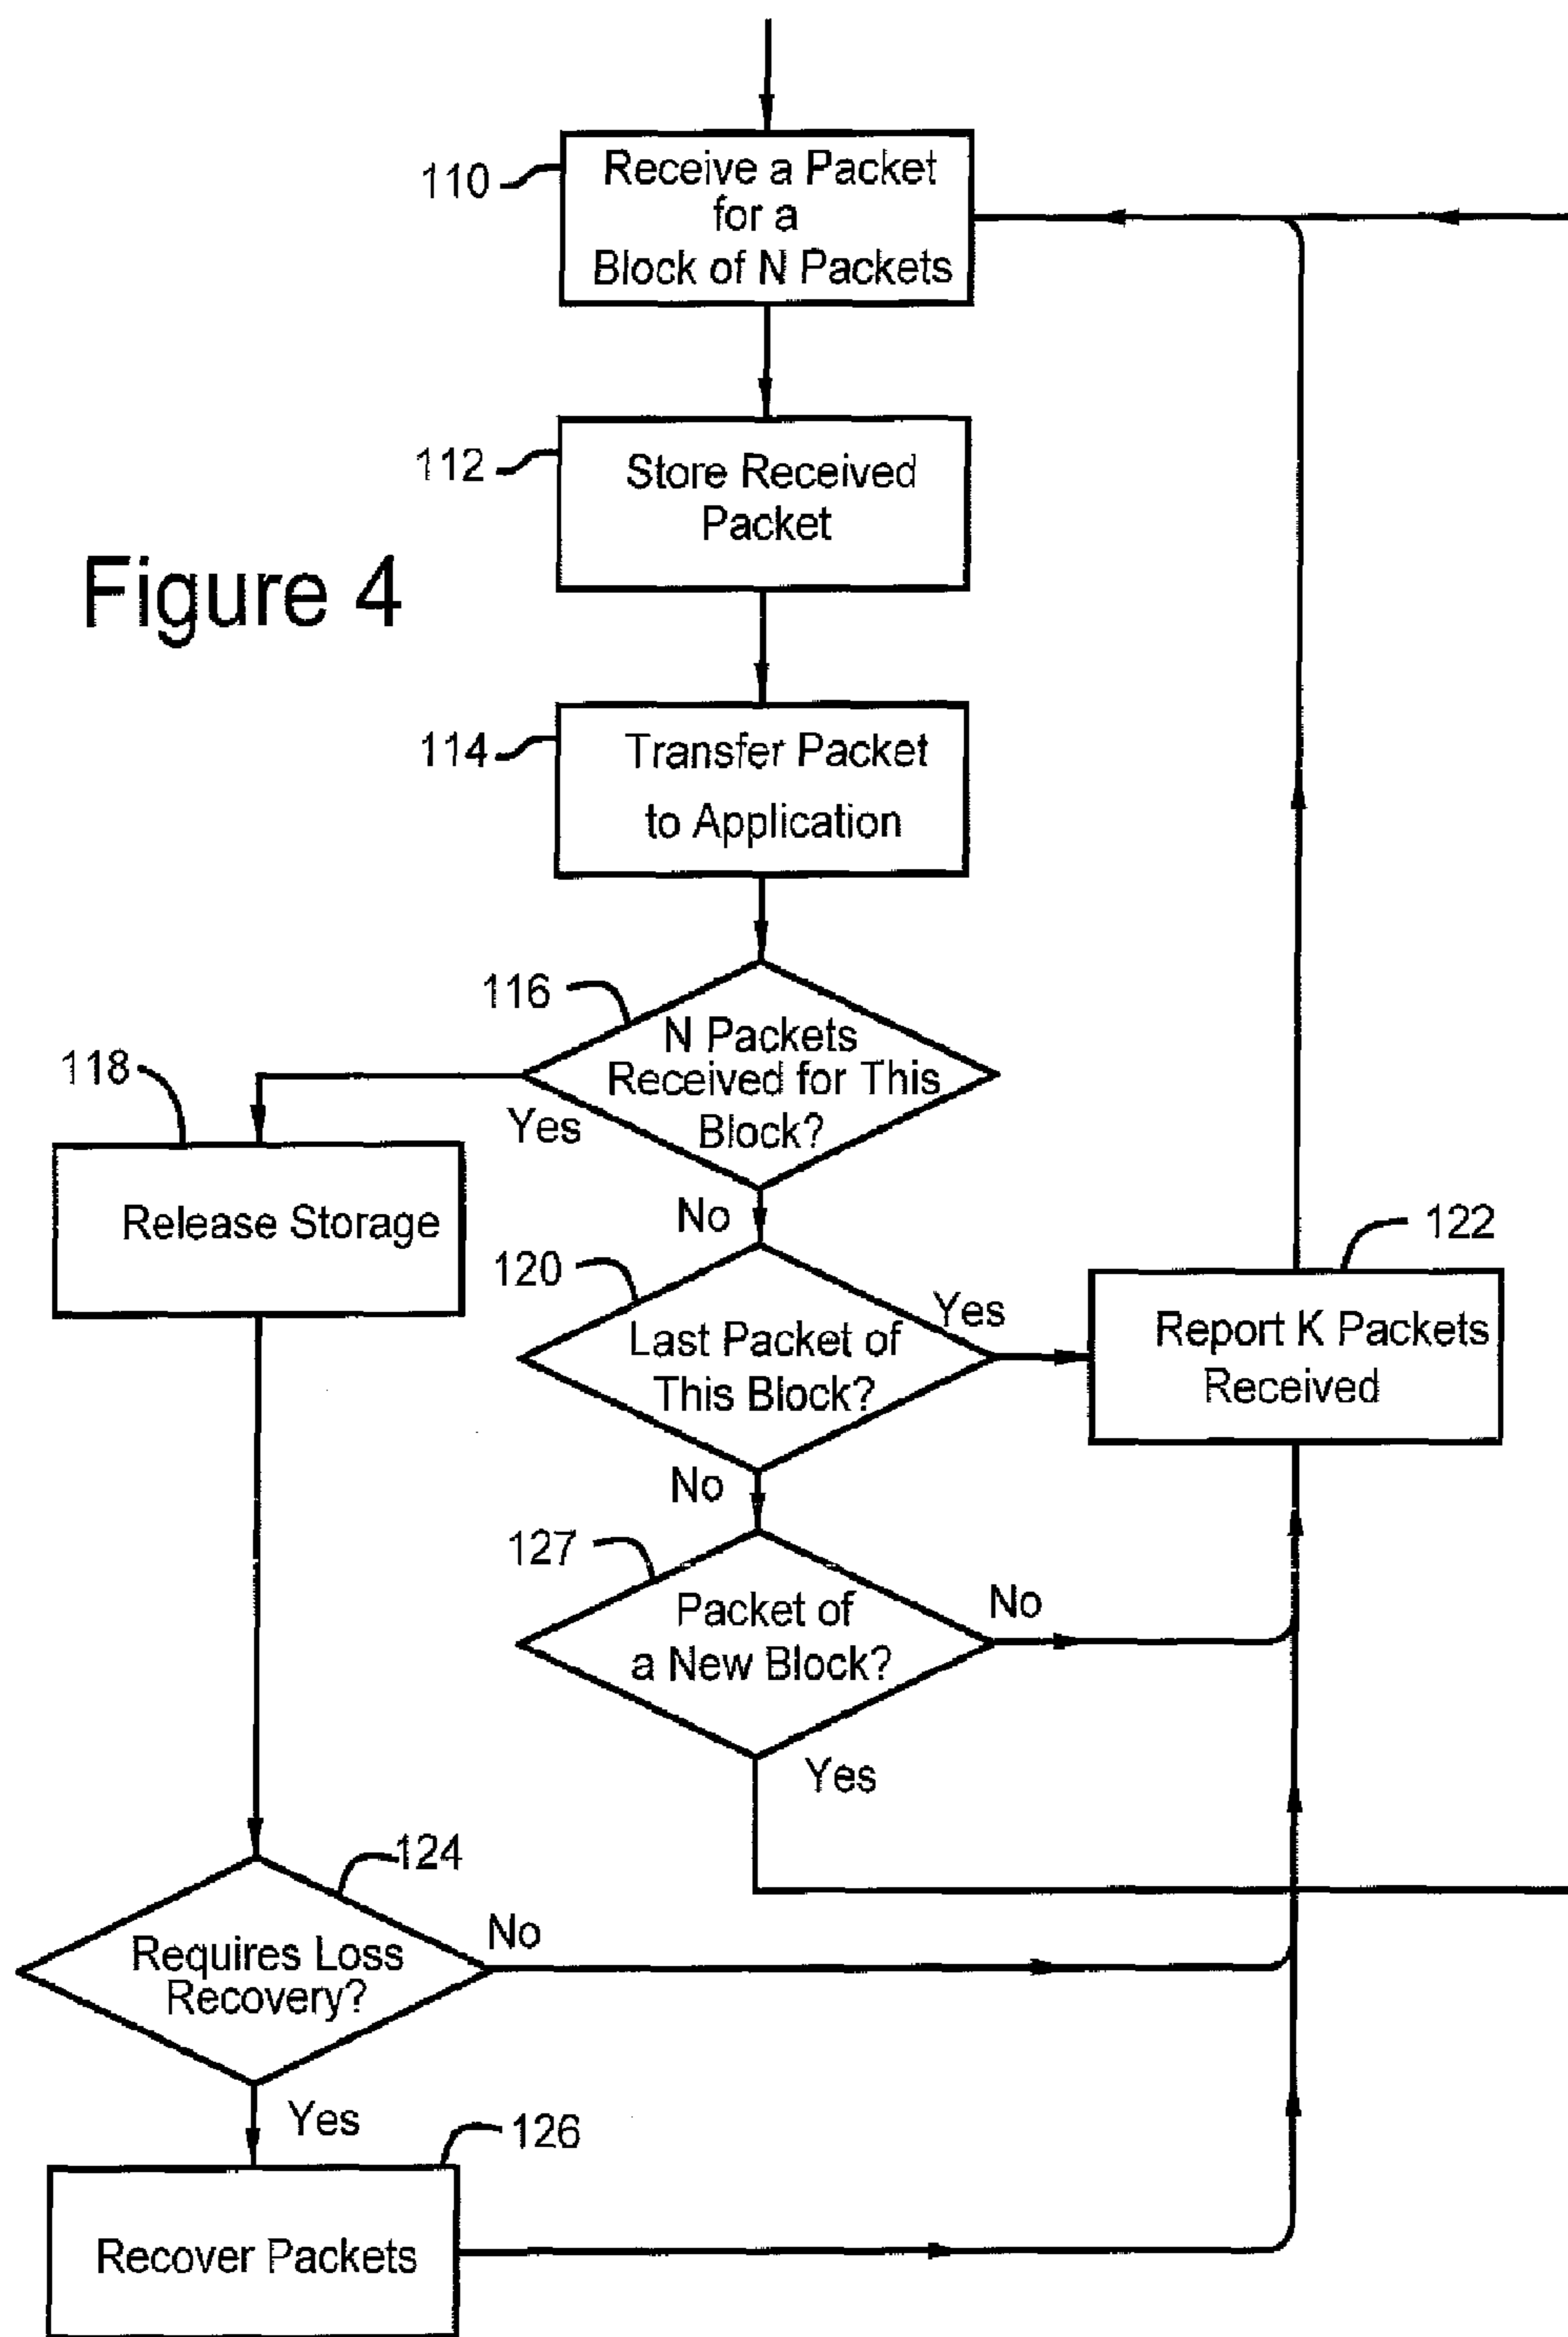 110
Receive a Packet
for a
Block of N Packets
112
Store Received
Packet
Figure 4
114
Transfer Packet
to Application
116
N Packets
Received for This
Block?
118
Yes
Release Storage
No
122
120
Yes
Last Packet of
This Block?
Report K Packets
Received
No
127
Packet of
a New Block?
No
Yes
124
Requires Loss
Recovery?
No
Yes
126
Recover Packets